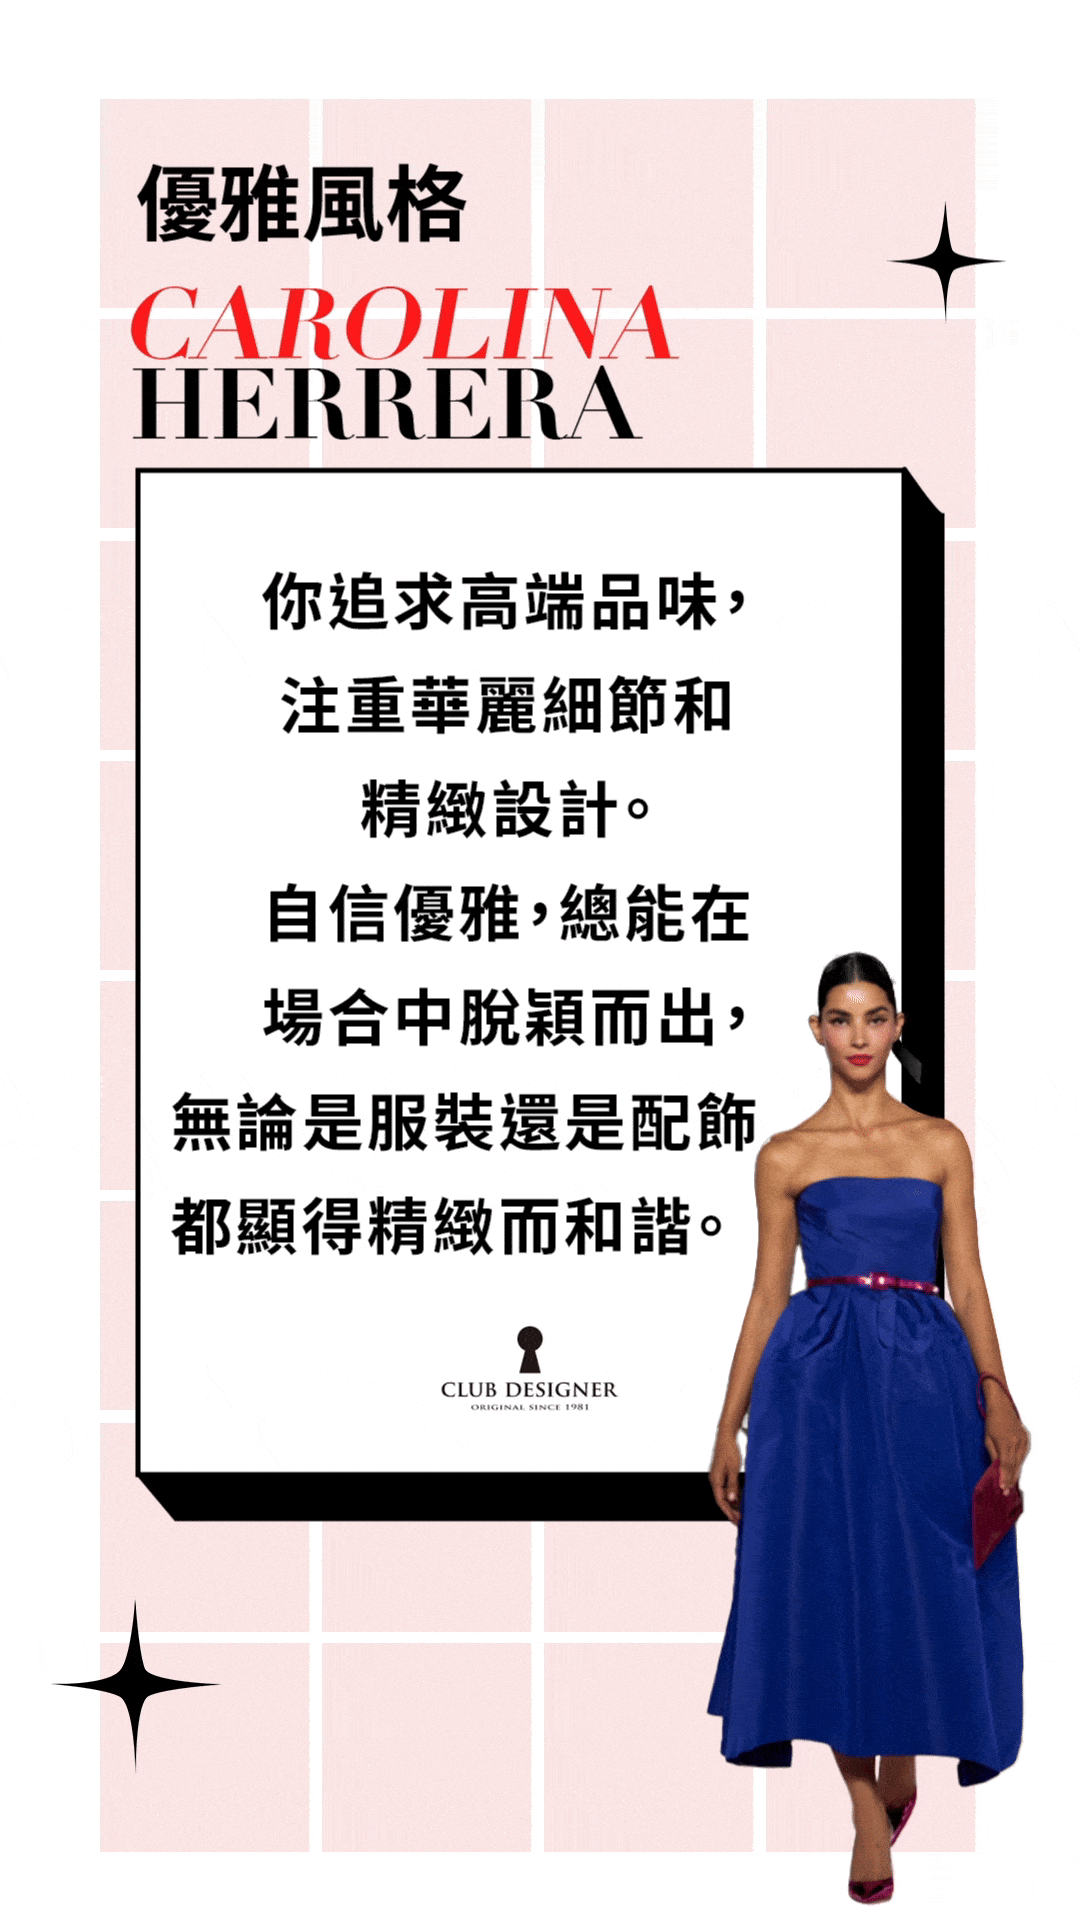 優雅風格
CAROLINA
HERRERA
你追求高端品味，
注重華麗細節和
精緻設計。
自信優雅，總能在
場合中脫穎而出，
無論是服裝還是配飾
都顯得精緻而和諧。
CLUB DESIGNER
ORIGINAL SINCE 1981